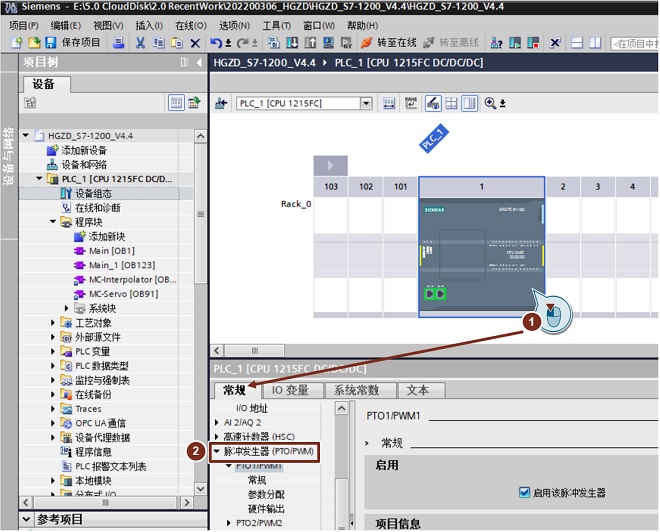 Siemens - E:\5.0 CloudDisk\2.0 RecentWork\202200306_HGZD\HGZD_S7-1200_V4.4\HGZD_S7-1200_V4.4
项目(P) 编辑(E) 视图(V) 插入(I) 在线(O) 选项(N) 工具(T) 窗口(W) 帮助(H)
保存项目 转至在线 转至离线 <在项目中
项目树 HGZD_S7-1200_V4.4 PLC_1 [CPU 1215FC DC/DC/DC]
设备
PLC_1 [CPU 1215FC]
设备与网络
HGZD_S7-1200_V4.4
添加新设备
设备和网络
PLC_1 [CPU 1215FC DC/D...
设备组态
在线和诊断
程序块
添加新块
Main [OB1]
Main_1 [OB123]
MC-Interpolator [OB...
MC-Servo [OB91]
系统块
工艺对象
外部源文件
PLC 变量
PLC 数据类型
监控与强制表
在线备份
Traces
OPC UA 通信
设备代理数据
程序信息
PLC 报警文本列表
本地模块
分布式 I/O
参考项目
PLC_1
103 102 101 1 2 3 4
Rack_0
SIEMENS
1
PLC_1 [CPU 1215FC DC/DC/DC]
常规 IO 变量 系统常数 文本
I/O 地址
AI 2/AQ 2
高速计数器 (HSC)
2
脉冲发生器 (PTO/PWM)
PTO1/PWM1
常规
参数分配
硬件输出
PTO2/PWM2
PTO1/PWM1
常规
启用
启用该脉冲发生器
项目信息